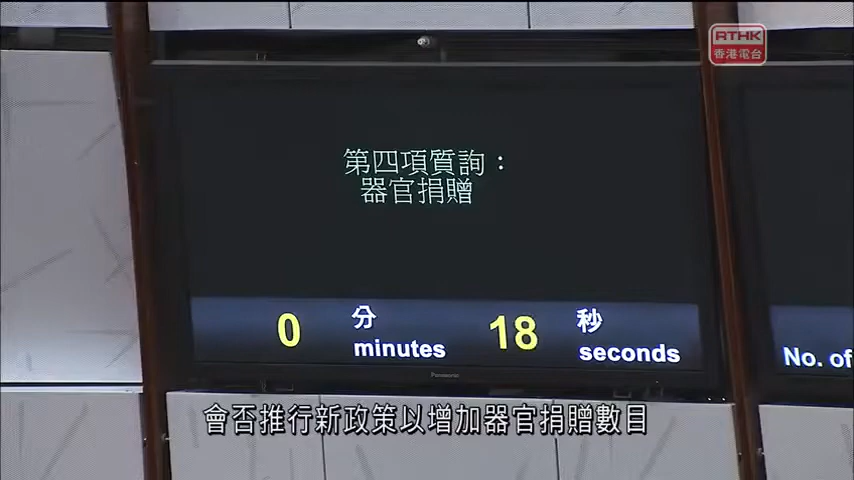 RTHK
香港電台
第四項質詢：
器官捐贈
0 分 18 秒
minutes seconds
No. of
Panasonic
會否推行新政策以增加器官捐贈數目